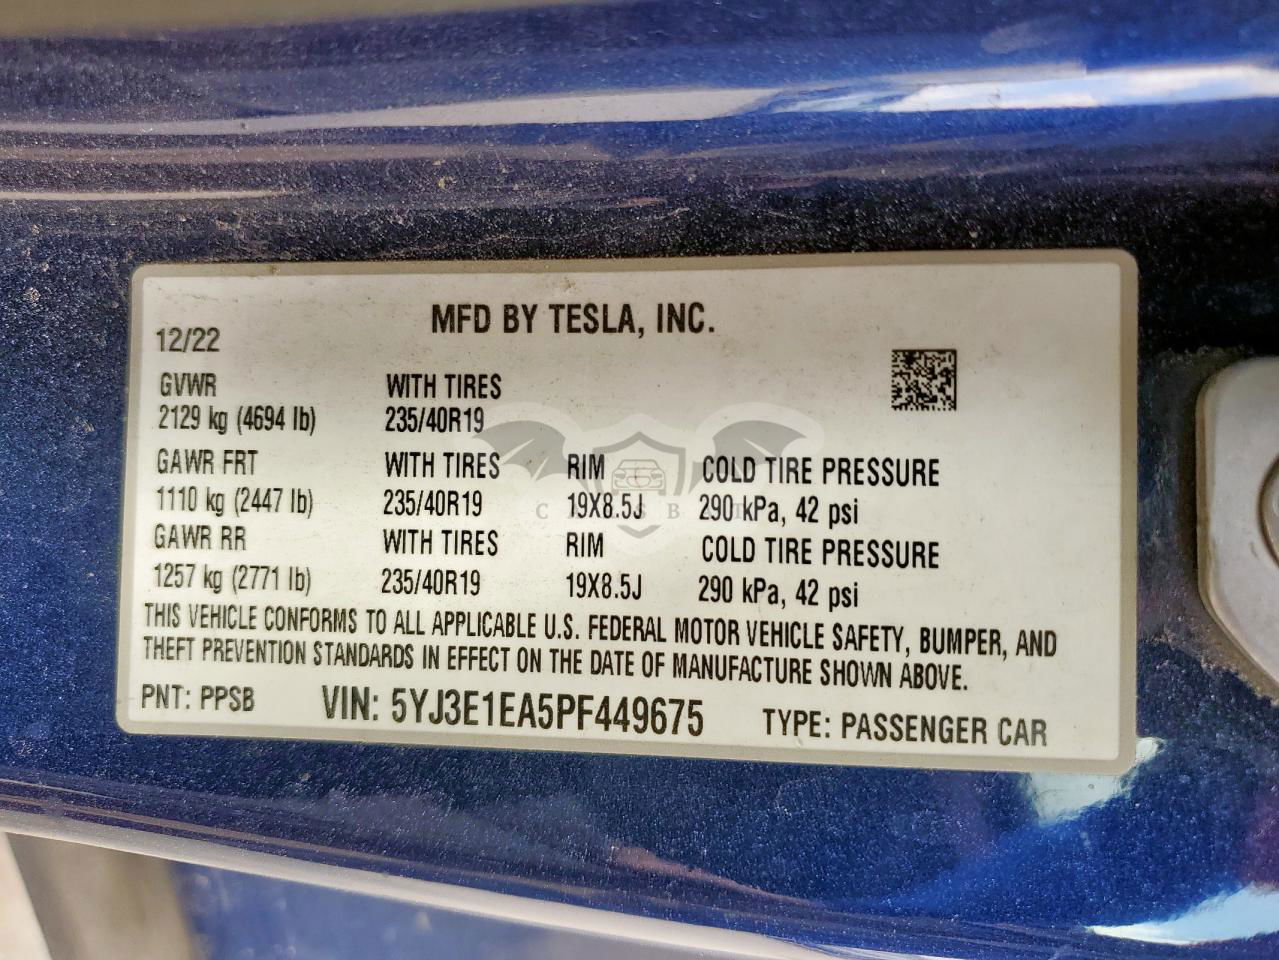 MFD BY TESLA, INC.
12/22
GVWR WITH TIRES
2129 kg (4694 lb) 235/40R19
GAWR FRT WITH TIRES RIM COLD TIRE PRESSURE
1110 kg (2447 lb) 235/40R19 19X8.5J 290 kPa, 42 psi
GAWR RR WITH TIRES RIM COLD TIRE PRESSURE
1257 kg (2771 lb) 235/40R19 19X8.5J 290 kPa, 42 psi
THIS VEHICLE CONFORMS TO ALL APPLICABLE U.S. FEDERAL MOTOR VEHICLE SAFETY, BUMPER, AND
THEFT PREVENTION STANDARDS IN EFFECT ON THE DATE OF MANUFACTURE SHOWN ABOVE.
PNT: PPSB VIN: 5YJ3E1EA5PF449675 TYPE: PASSENGER CAR